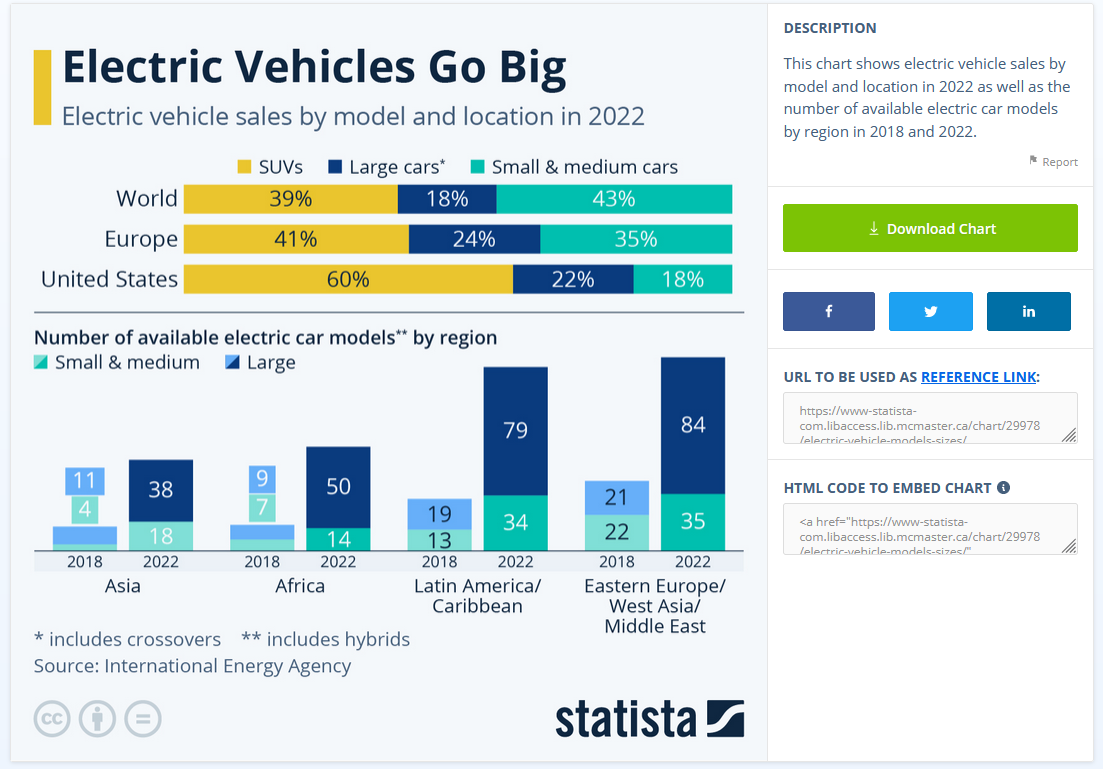 Electric Vehicles Go Big
Electric vehicle sales by model and location in 2022
SUVs Large cars* Small & medium cars
World 39% 18% 43%
Europe 41% 24% 35%
United States 60% 22% 18%
Number of available electric car models** by region
Small & medium Large
11 4 38 18
9 7 50 14
19 13 79 34
21 22 84 35
2018 2022 2018 2022 2018 2022 2018 2022
Asia Africa Latin America/ Eastern Europe/
Caribbean West Asia/
Middle East
* includes crossovers ** includes hybrids
Source: International Energy Agency
cc
statista
DESCRIPTION
This chart shows electric vehicle sales by
model and location in 2022 as well as the
number of available electric car models
by region in 2018 and 2022.
Report
Download Chart
f in
URL TO BE USED AS REFERENCE LINK:
https://www-statista-
com.libaccess.lib.mcmaster.ca/chart/29978
/electric-vehicle-models-sizes/
HTML CODE TO EMBED CHART
<a href="https://www-statista-
com.libaccess.lib.mcmaster.ca/chart/29978
/electric-vehicle-models-sizes/"